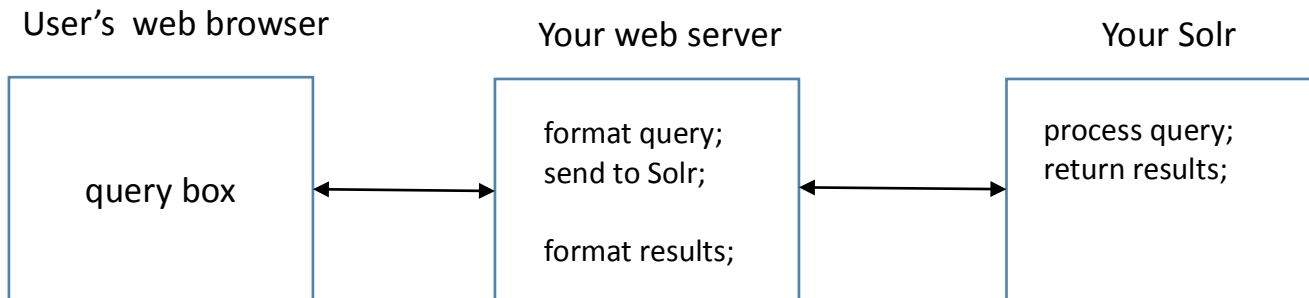 User's web browser
Your web server
Your Solr
query box
format query;
send to Solr;
format results;
process query;
return results;